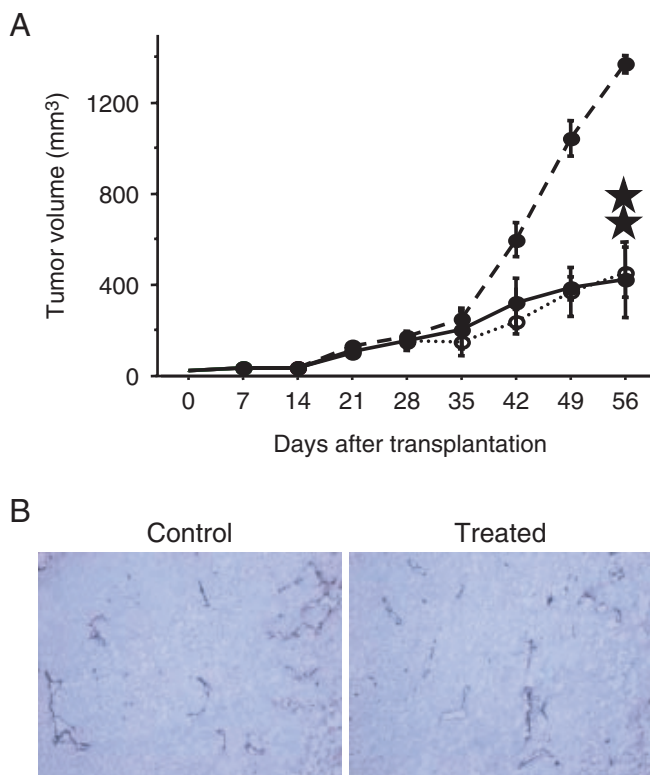 A
Tumor volume (mm³)
1200
800
400
0
0 7 14 21 28 35 42 49 56
Days after transplantation
B
Control Treated